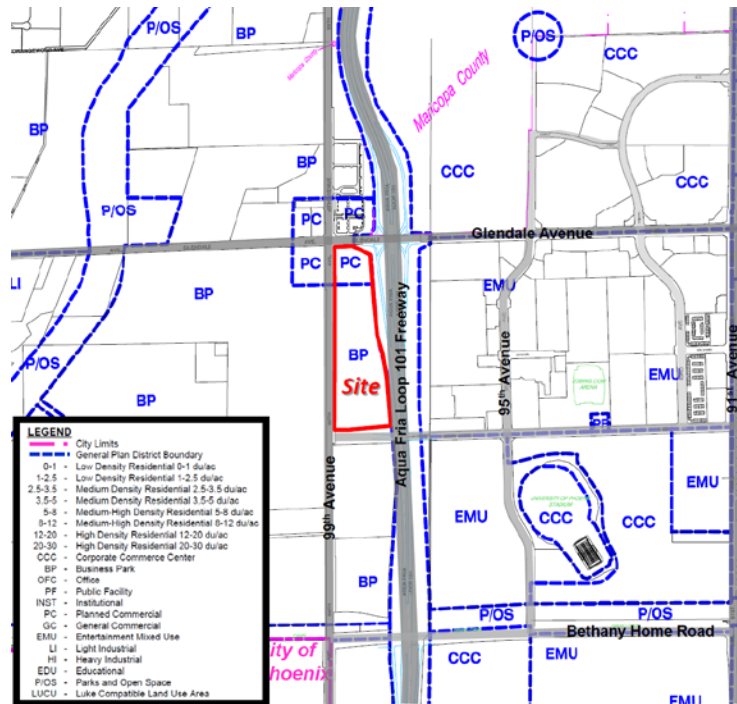 P/OS
BP
P/OS
CCC
Maricopa County
BP
BP
CCC
CCC
P/OS
PC
PC
Glendale Avenue
PC
PC
LI
BP
EMU
P/OS
BP
Site
BP
EMU
Aqua Fria Loop 101 Freeway
95th Avenue
91st Avenue
99th Avenue
EMU
UNIVERSITY OF PHOENIX
STADIUM
CCC
CCC
EMU
BP
P/OS
P/OS
Bethany Home Road
ity of
hoenix
CCC
EMU
EMU
LEGEND
City Limits
General Plan District Boundary
0-1 - Low Density Residential 0-1 du/ac
1-2.5 - Low Density Residential 1-2.5 du/ac
2.5-3.5 - Medium Density Residential 2.5-3.5 du/ac
3.5-5 - Medium Density Residential 3.5-5 du/ac
5-8 - Medium-High Density Residential 5-8 du/ac
8-12 - Medium-High Density Residential 8-12 du/ac
12-20 - High Density Residential 12-20 du/ac
20-30 - High Density Residential 20-30 du/ac
CCC - Corporate Commerce Center
BP - Business Park
OFC - Office
PF - Public Facility
INST - Institutional
PC - Planned Commercial
GC - General Commercial
EMU - Entertainment Mixed Use
LI - Light Industrial
HI - Heavy Industrial
EDU - Educational
P/OS - Parks and Open Space
LUCU - Luke Compatible Land Use Area